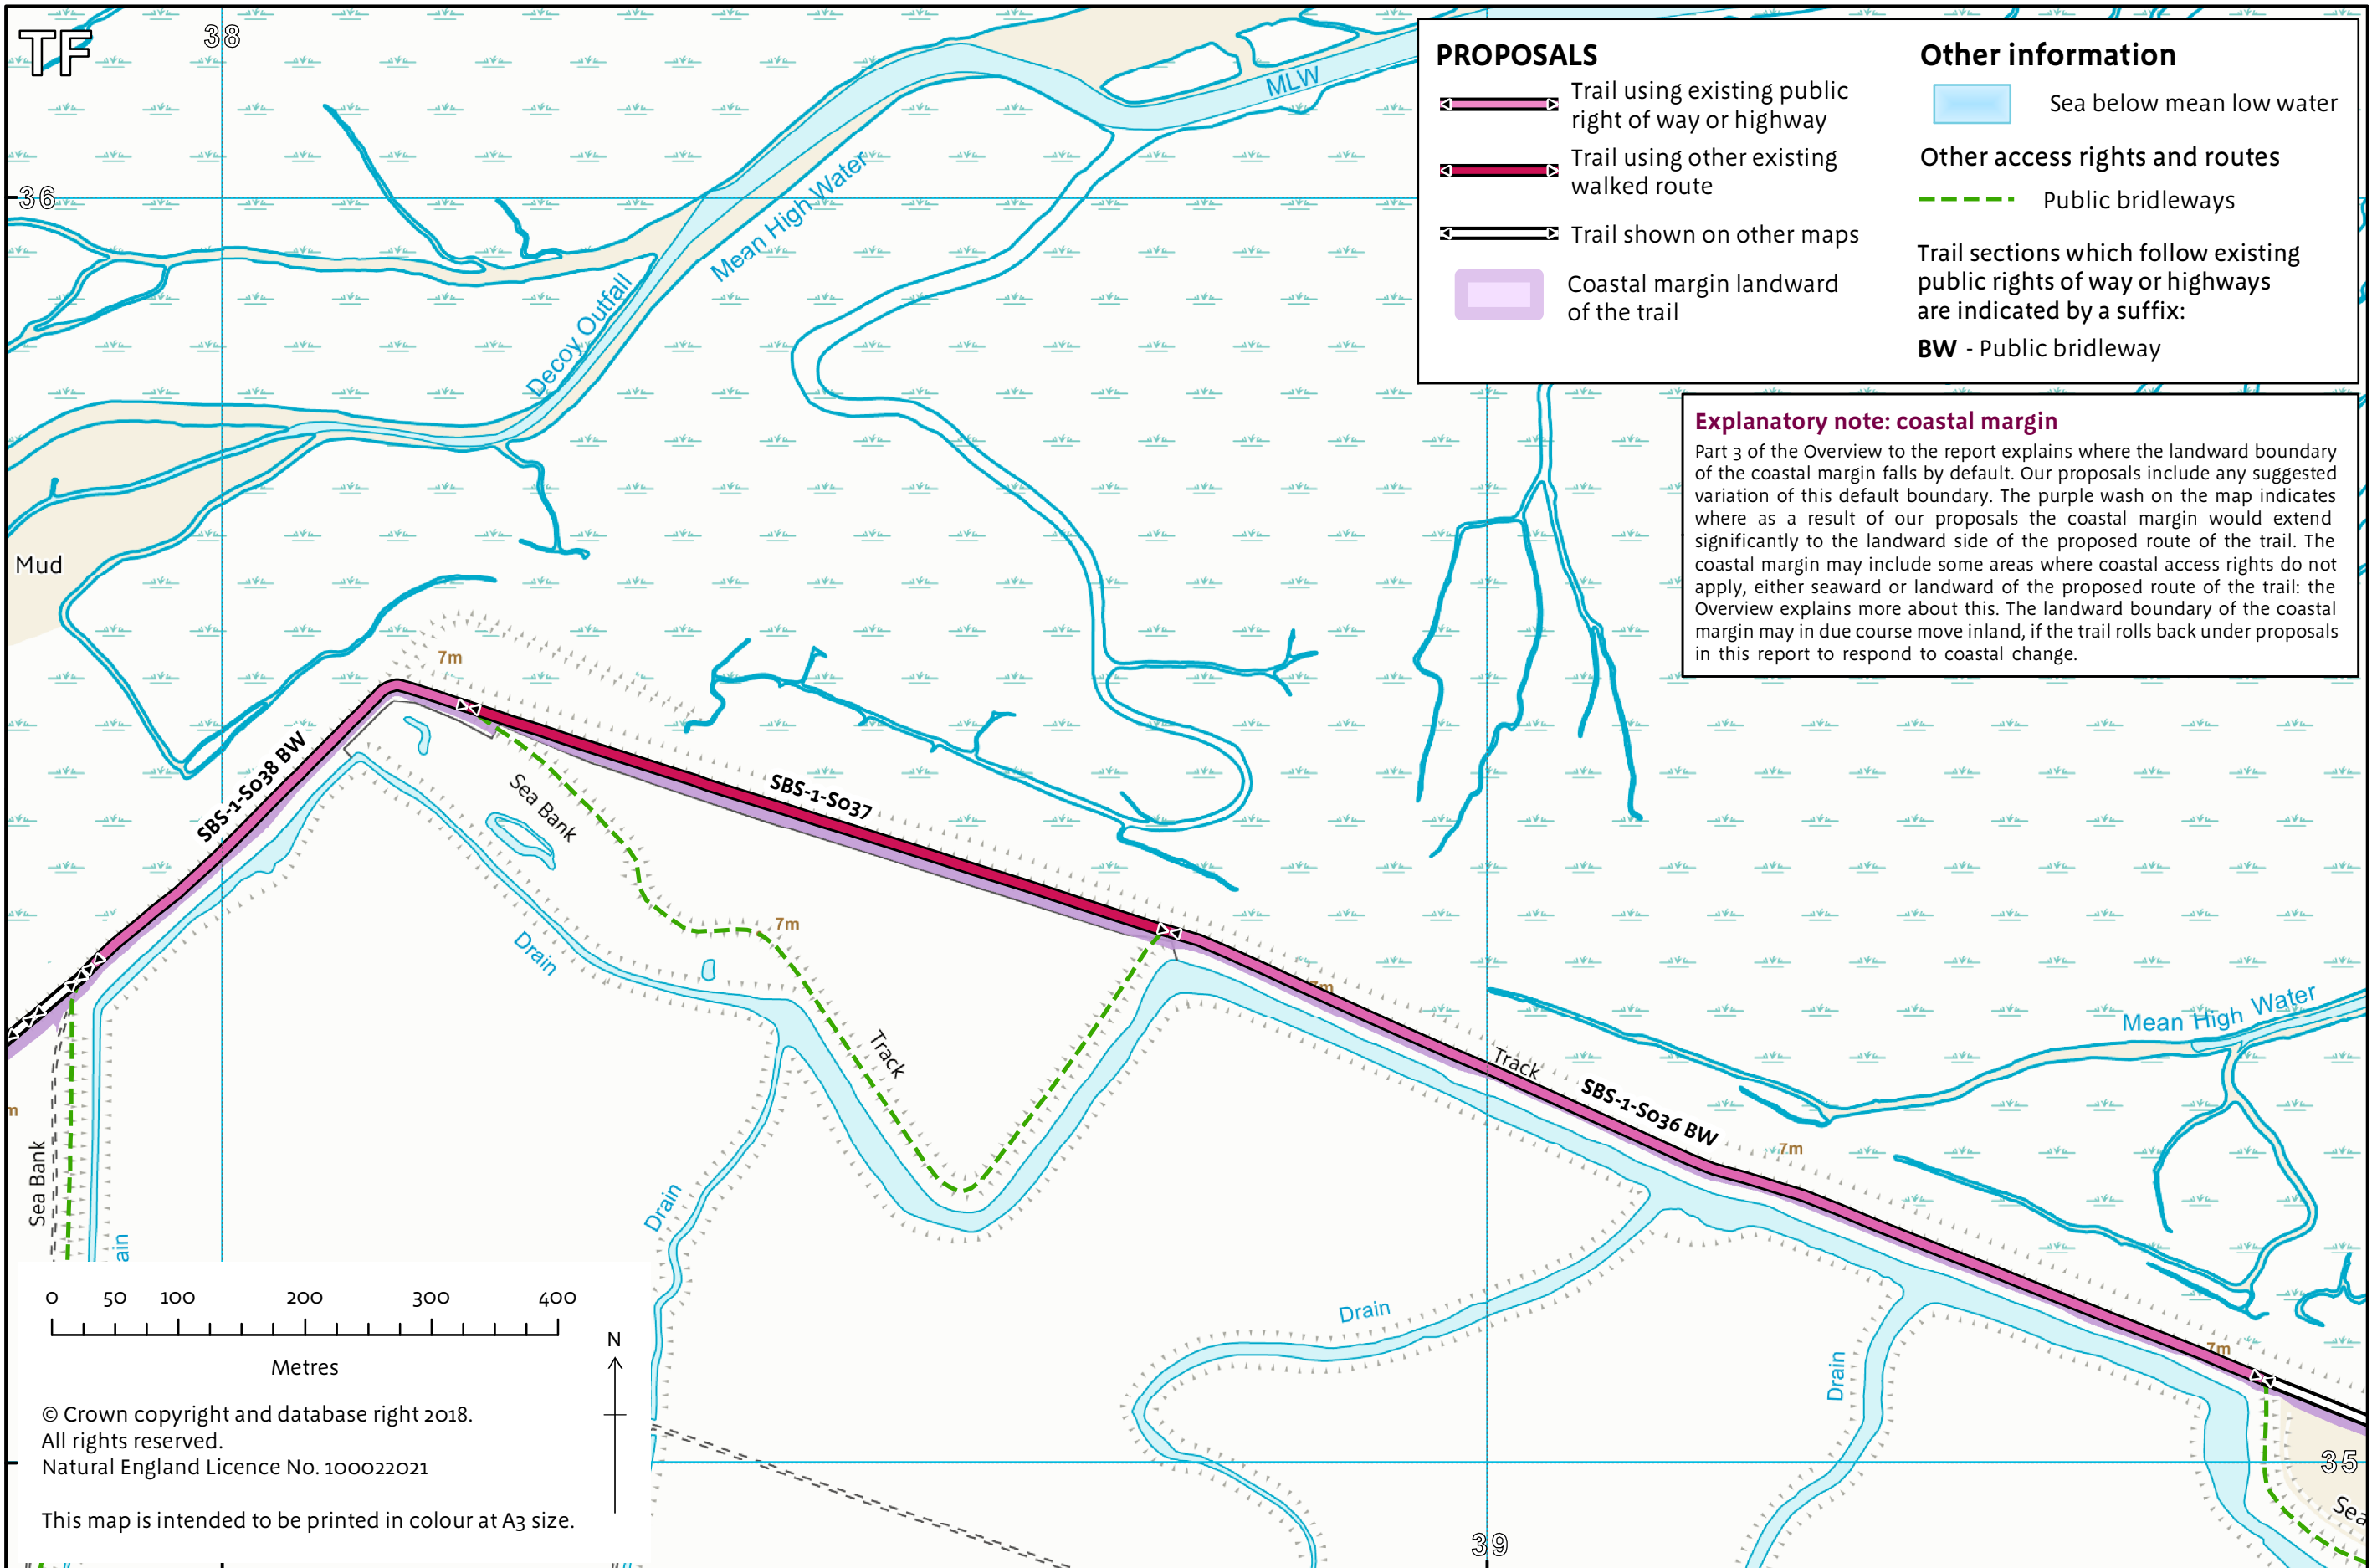 TF
38
36
MLW
Mean High Water
Decoy Outfall
Mud
7m
SBS-1-S038 BW
Sea Bank
SBS-1-S037
Drain
7m
Track
7m
Track
SBS-1-S036 BW
7m
Mean High Water
m
Sea Bank
ain
Drain
Drain
Drain
7m
35
Sea
39
PROPOSALS
Trail using existing public
right of way or highway
Trail using other existing
walked route
Trail shown on other maps
Coastal margin landward
of the trail
Other information
Sea below mean low water
Other access rights and routes
Public bridleways
Trail sections which follow existing
public rights of way or highways
are indicated by a suffix:
BW - Public bridleway
Explanatory note: coastal margin
Part 3 of the Overview to the report explains where the landward boundary
of the coastal margin falls by default. Our proposals include any suggested
variation of this default boundary. The purple wash on the map indicates
where as a result of our proposals the coastal margin would extend
significantly to the landward side of the proposed route of the trail. The
coastal margin may include some areas where coastal access rights do not
apply, either seaward or landward of the proposed route of the trail: the
Overview explains more about this. The landward boundary of the coastal
margin may in due course move inland, if the trail rolls back under proposals
in this report to respond to coastal change.
0 50 100 200 300 400
Metres
N
© Crown copyright and database right 2018.
All rights reserved.
Natural England Licence No. 100022021
This map is intended to be printed in colour at A3 size.